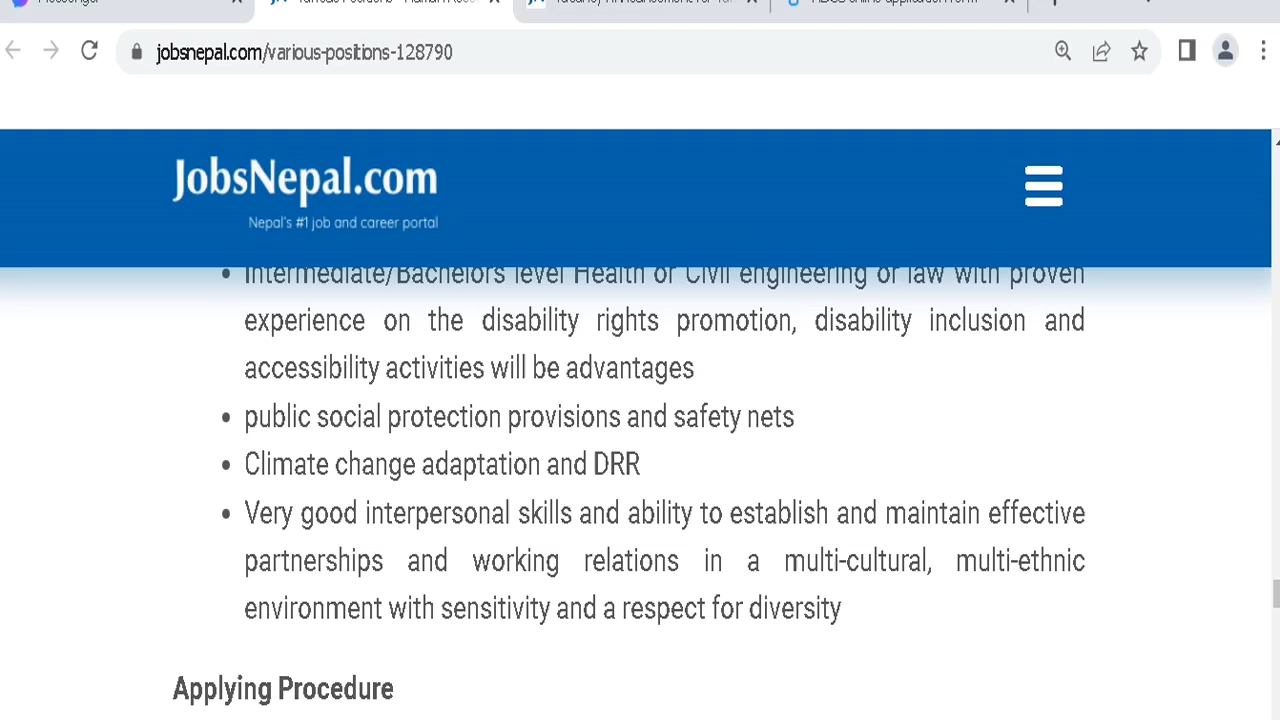 jobsnepal.com/various-positions-128790
JobsNepal.com
Nepal's #1 job and career portal
Intermediate/Bachelors level Health or Civil engineering or law with proven
experience on the disability rights promotion, disability inclusion and
accessibility activities will be advantages
public social protection provisions and safety nets
Climate change adaptation and DRR
Very good interpersonal skills and ability to establish and maintain effective
partnerships and working relations in a multi-cultural, multi-ethnic
environment with sensitivity and a respect for diversity
Applying Procedure